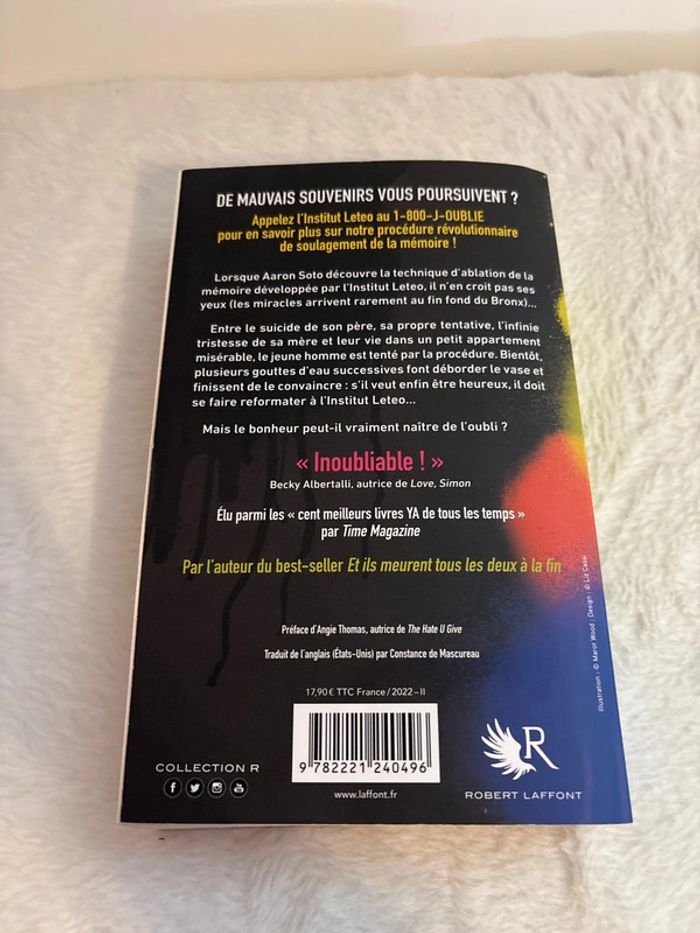 DE MAUVAIS SOUVENIRS VOUS POURSUIVENT ?
Appelez l'Institut Leteo au 1-800-J-OUBLIE
pour en savoir plus sur notre procédure révolutionnaire
de soulagement de la mémoire !
Lorsque Aaron Soto découvre la technique d'ablation de la
mémoire développée par l'Institut Leteo, il n'en croit pas ses
yeux (les miracles arrivent rarement au fin fond du Bronx)...
Entre le suicide de son père, sa propre tentative, l'infinie
tristesse de sa mère et leur vie dans un petit appartement
misérable, le jeune homme est tenté par la procédure. Bientôt,
plusieurs gouttes d'eau successives font déborder le vase et
finissent de le convaincre : s'il veut enfin être heureux, il doit
se faire reformater à l'Institut Leteo...
Mais le bonheur peut-il vraiment naître de l'oubli ?
« Inoubliable ! »
Becky Albertalli, autrice de Love, Simon
Élu parmi les « cent meilleurs livres YA de tous les temps »
par Time Magazine
Par l'auteur du best-seller Et ils meurent tous les deux à la fin
Préface d'Angie Thomas, autrice de The Hate U Give
Traduit de l'anglais (États-Unis) par Constance de Mascureau
17,90 € TTC France / 2022 – II
9 782221 240496
www.laffont.fr
COLLECTION R
R
ROBERT LAFFONT
Illustration : © Marot Wood ; Design : © Liz Casal